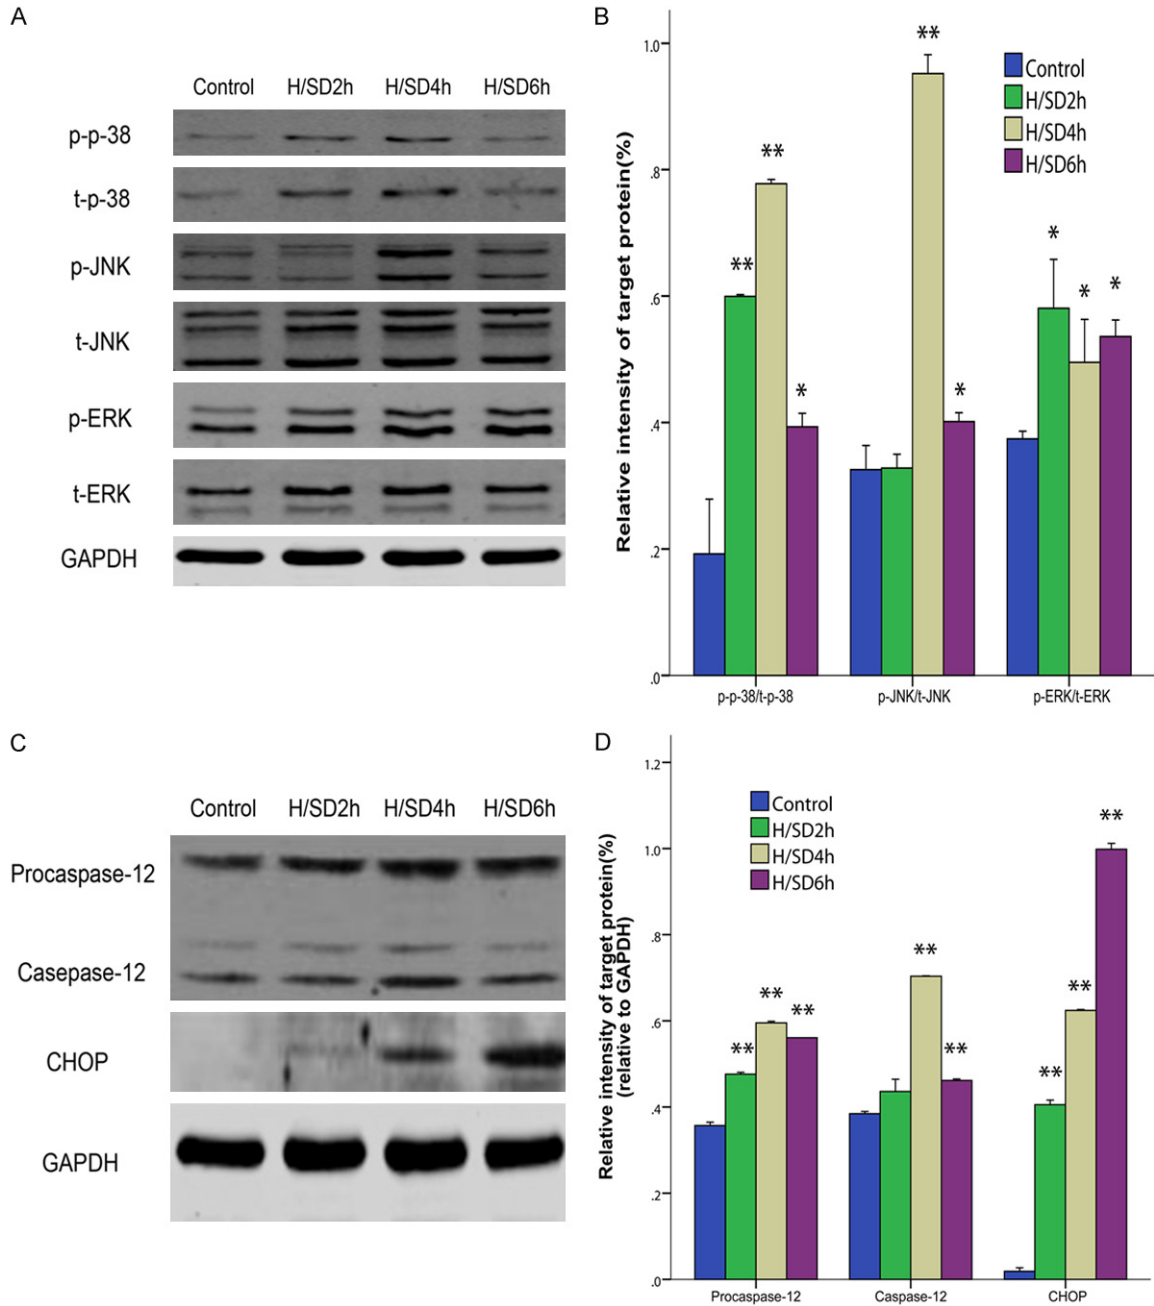 A
Control H/SD2h H/SD4h H/SD6h
p-p-38
t-p-38
p-JNK
t-JNK
p-ERK
t-ERK
GAPDH
B
Relative intensity of target protein(%)
1.0
.8
.6
.4
.2
.0
Control
H/SD2h
H/SD4h
H/SD6h
** ** *
** *
* * *
p-p-38/t-p-38 p-JNK/t-JNK p-ERK/t-ERK
C
Control H/SD2h H/SD4h H/SD6h
Procaspase-12
Casepase-12
CHOP
GAPDH
D
Relative intensity of target protein(%)
(relative to GAPDH)
1.2
1.0
.8
.6
.4
.2
.0
Control
H/SD2h
H/SD4h
H/SD6h
** ** **
** **
** ** **
Procaspase-12 Caspase-12 CHOP